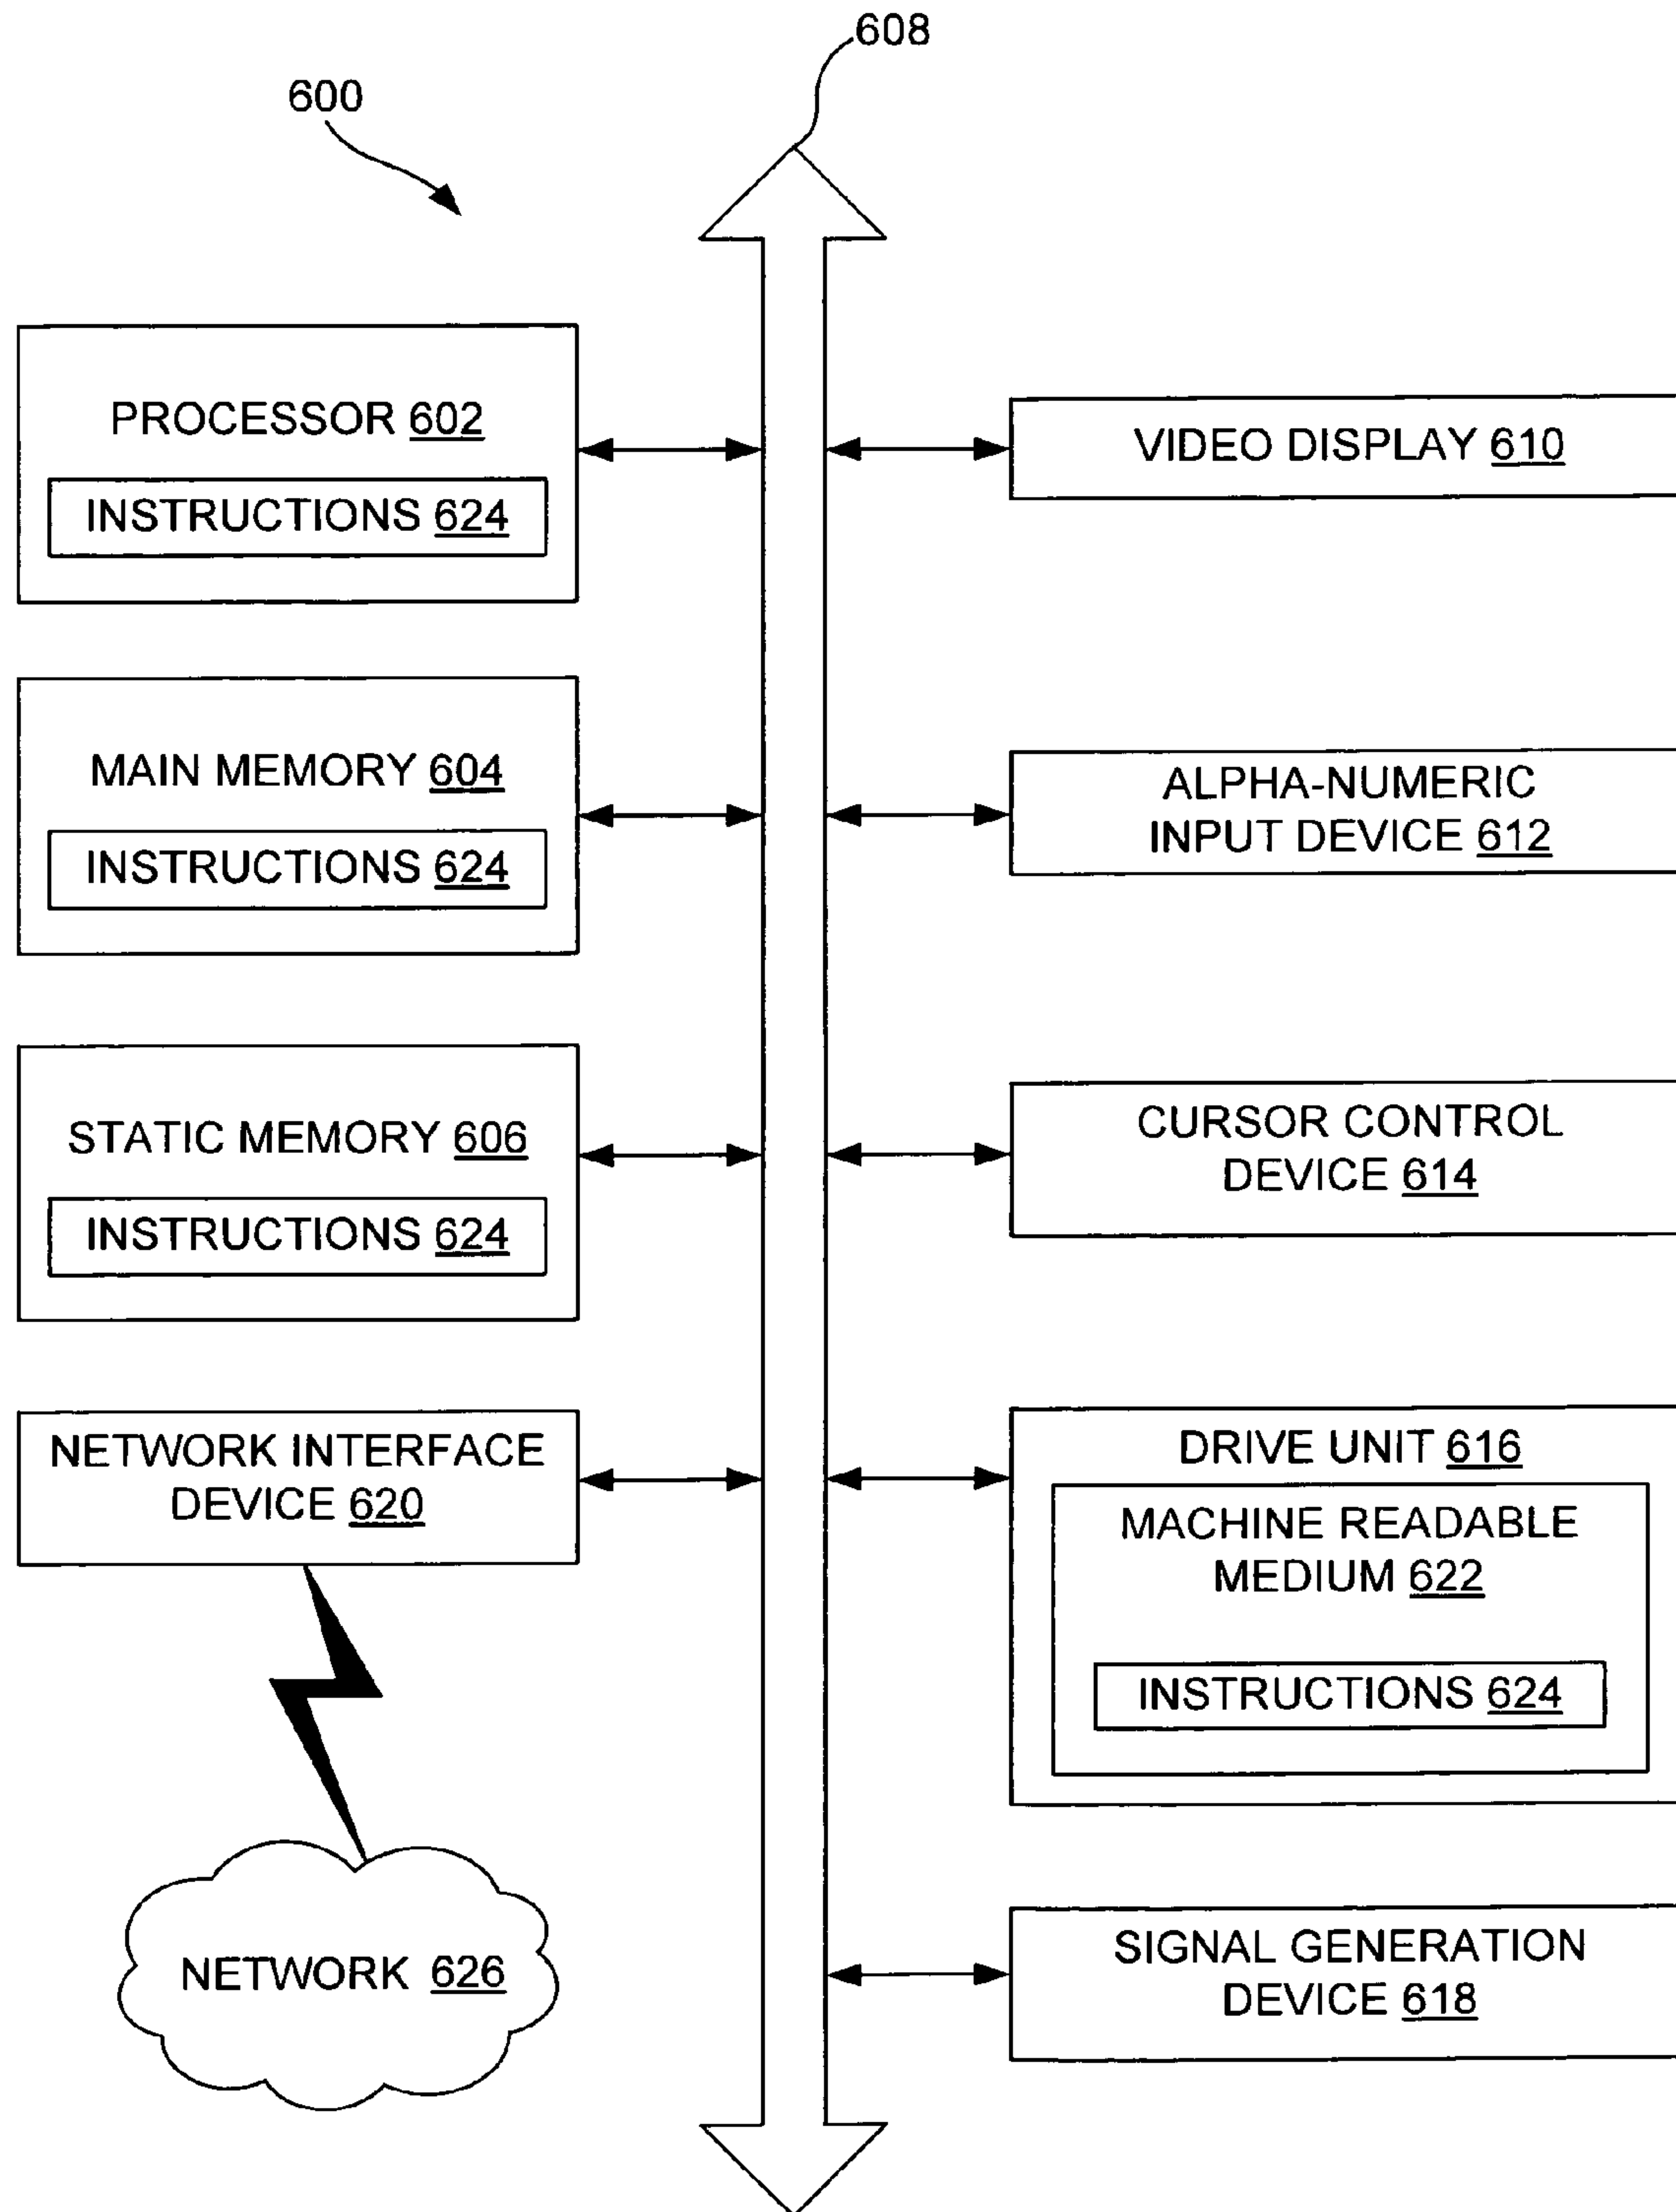 608
600
PROCESSOR 602
INSTRUCTIONS 624
MAIN MEMORY 604
INSTRUCTIONS 624
STATIC MEMORY 606
INSTRUCTIONS 624
NETWORK INTERFACE
DEVICE 620
NETWORK 626
VIDEO DISPLAY 610
ALPHA-NUMERIC
INPUT DEVICE 612
CURSOR CONTROL
DEVICE 614
DRIVE UNIT 616
MACHINE READABLE
MEDIUM 622
INSTRUCTIONS 624
SIGNAL GENERATION
DEVICE 618